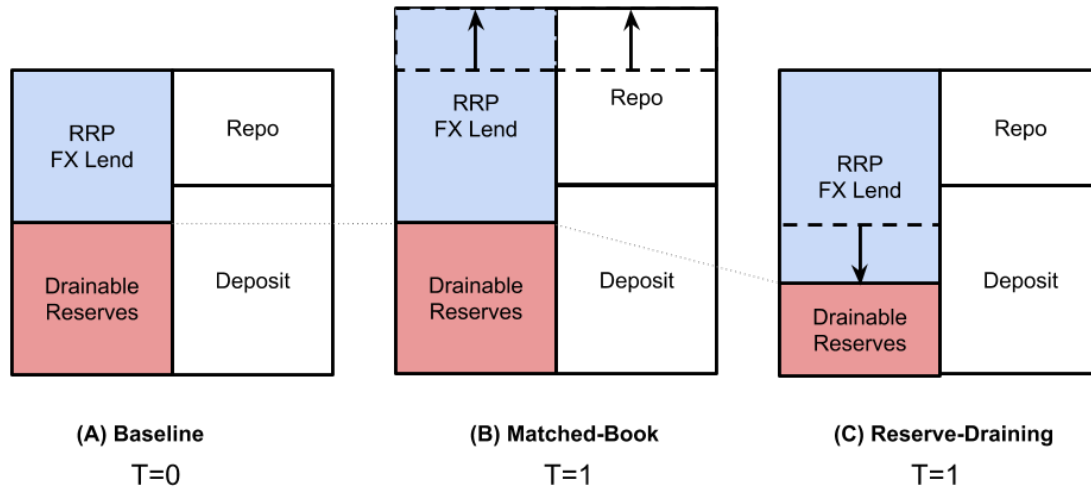 RRP
FX Lend
Repo
Drainable
Reserves
Deposit
(A) Baseline
T=0
RRP
FX Lend
Repo
Drainable
Reserves
Deposit
(B) Matched-Book
T=1
RRP
FX Lend
Repo
Drainable
Reserves
Deposit
(C) Reserve-Draining
T=1